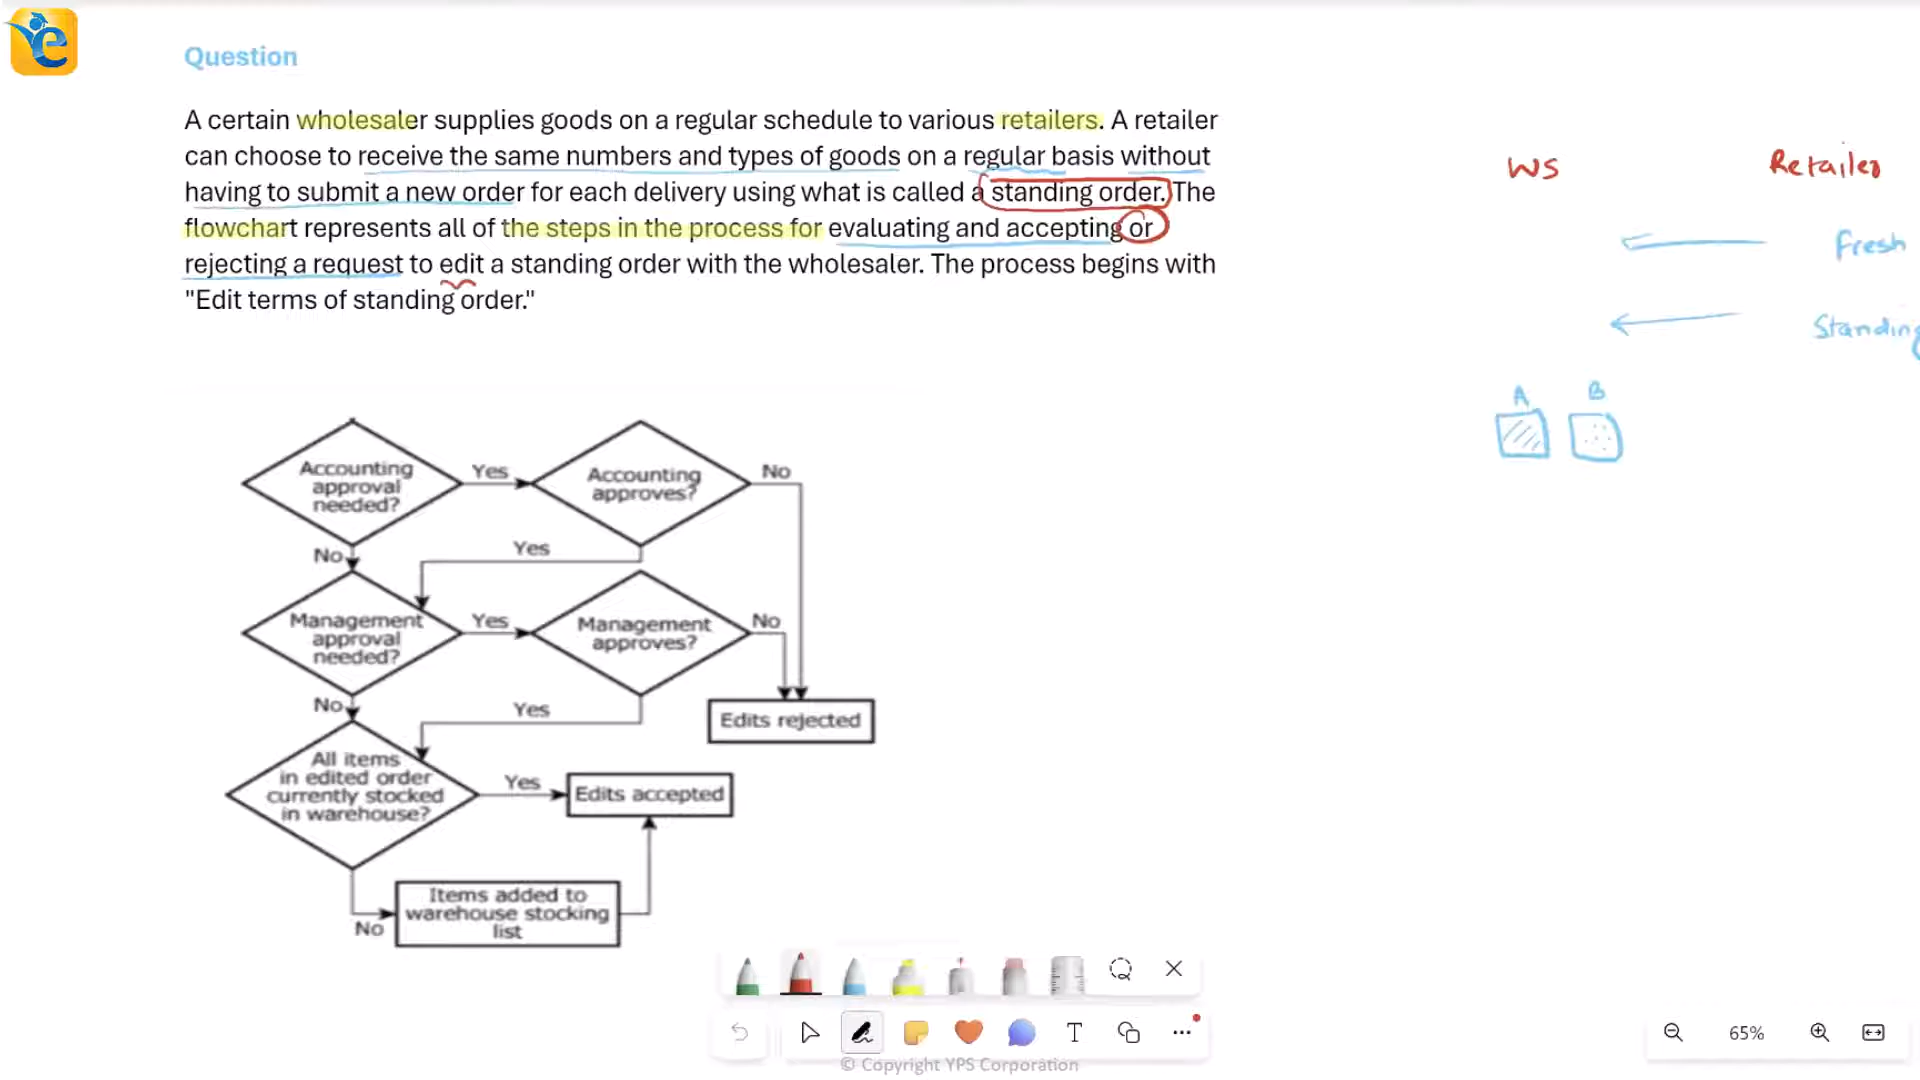 Question
A certain wholesaler supplies goods on a regular schedule to various retailers. A retailer
can choose to receive the same numbers and types of goods on a regular basis without
having to submit a new order for each delivery using what is called a standing order. The
flowchart represents all of the steps in the process for evaluating and accepting or
rejecting a request to edit a standing order with the wholesaler. The process begins with
"Edit terms of standing order."
WS
Retailer
Fresh
Standing
A
B
Accounting
approval
needed?
Yes
Accounting
approves?
No
No
Yes
Management
approval
needed?
Yes
Management
approves?
No
No
Yes
Edits rejected
All items
in edited order
currently stocked
in warehouse?
Yes
Edits accepted
No
Items added to
warehouse stocking
list
65%
© Copyright YPS Corporation